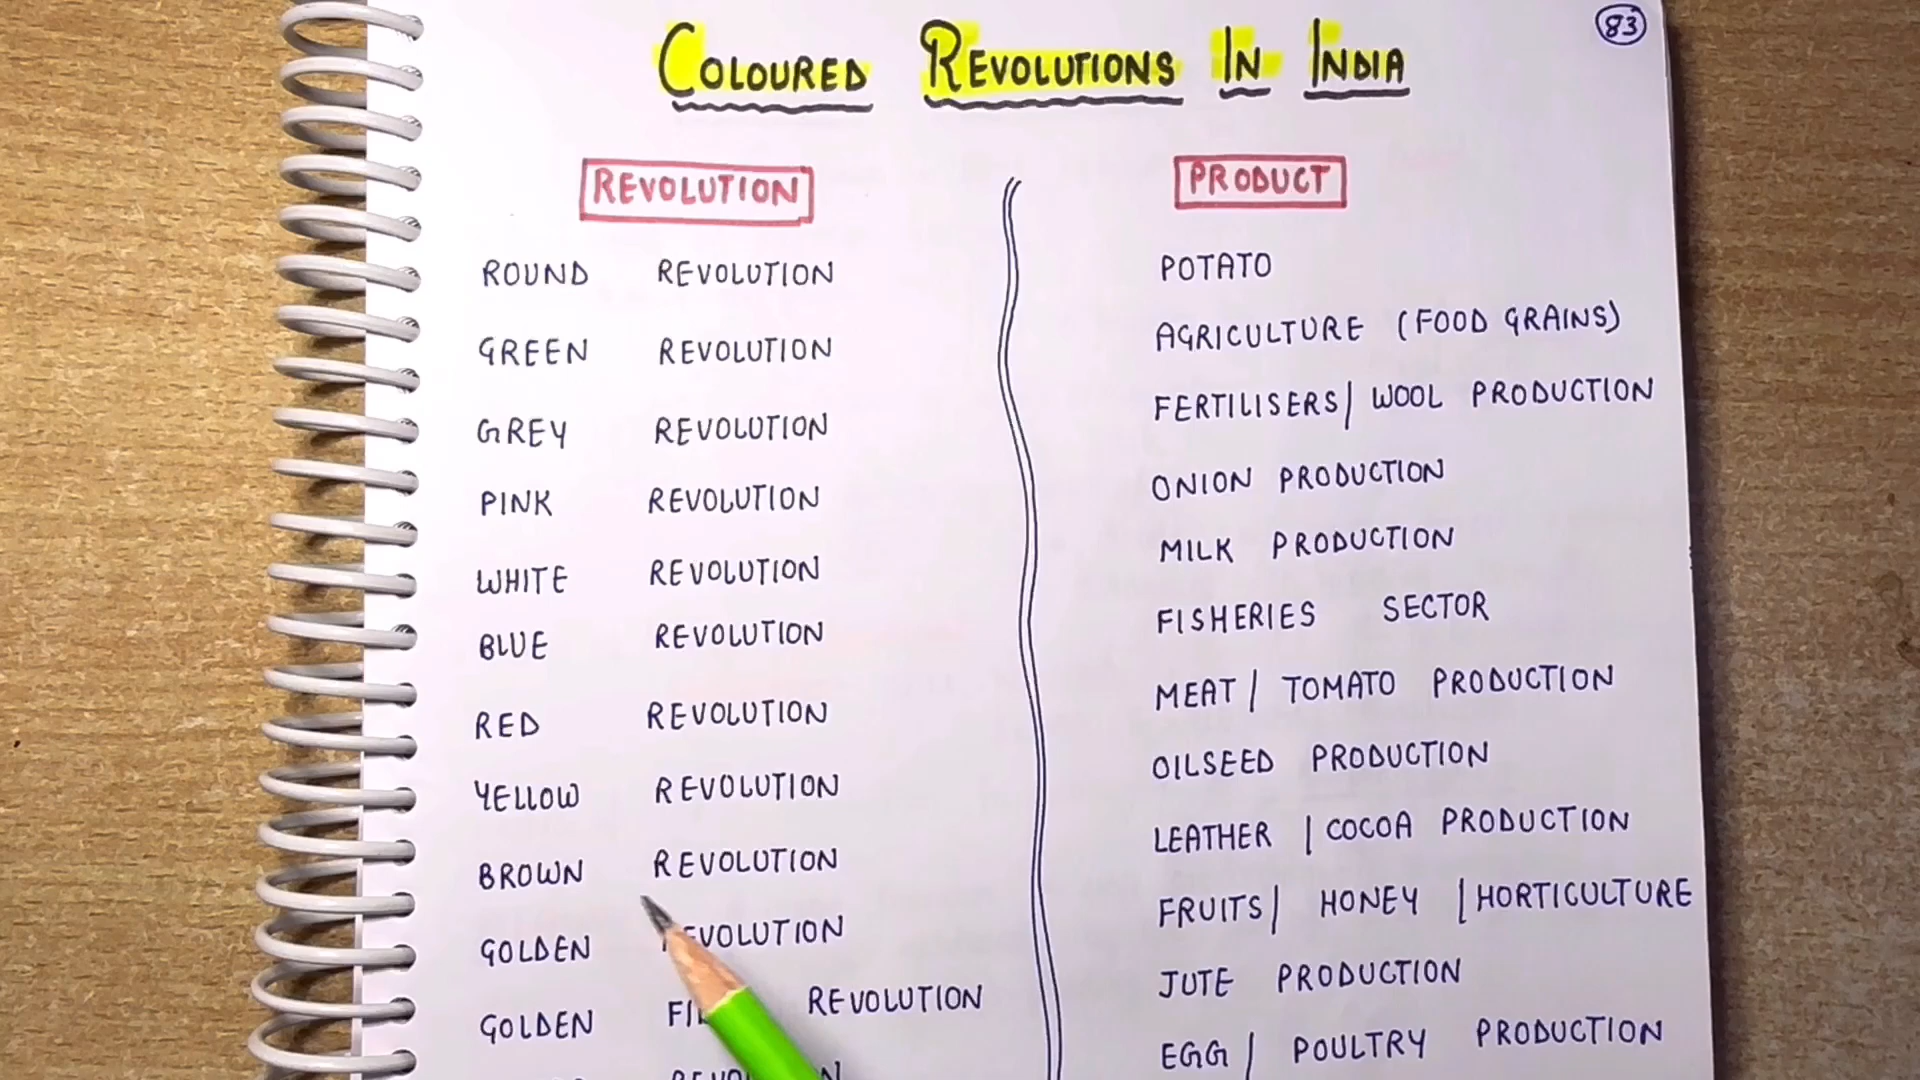 83
COLOURED REVOLUTIONS IN INDIA
REVOLUTION PRODUCT
ROUND REVOLUTION POTATO
GREEN REVOLUTION AGRICULTURE (FOOD GRAINS)
GREY REVOLUTION FERTILISERS/ WOOL PRODUCTION
PINK REVOLUTION ONION PRODUCTION
WHITE REVOLUTION MILK PRODUCTION
BLUE REVOLUTION FISHERIES SECTOR
RED REVOLUTION MEAT/ TOMATO PRODUCTION
YELLOW REVOLUTION OILSEED PRODUCTION
BROWN REVOLUTION LEATHER / COCOA PRODUCTION
GOLDEN FRUITS/ HONEY / HORTICULTURE
GOLDEN REVOLUTION JUTE PRODUCTION
EGG / POULTRY PRODUCTION